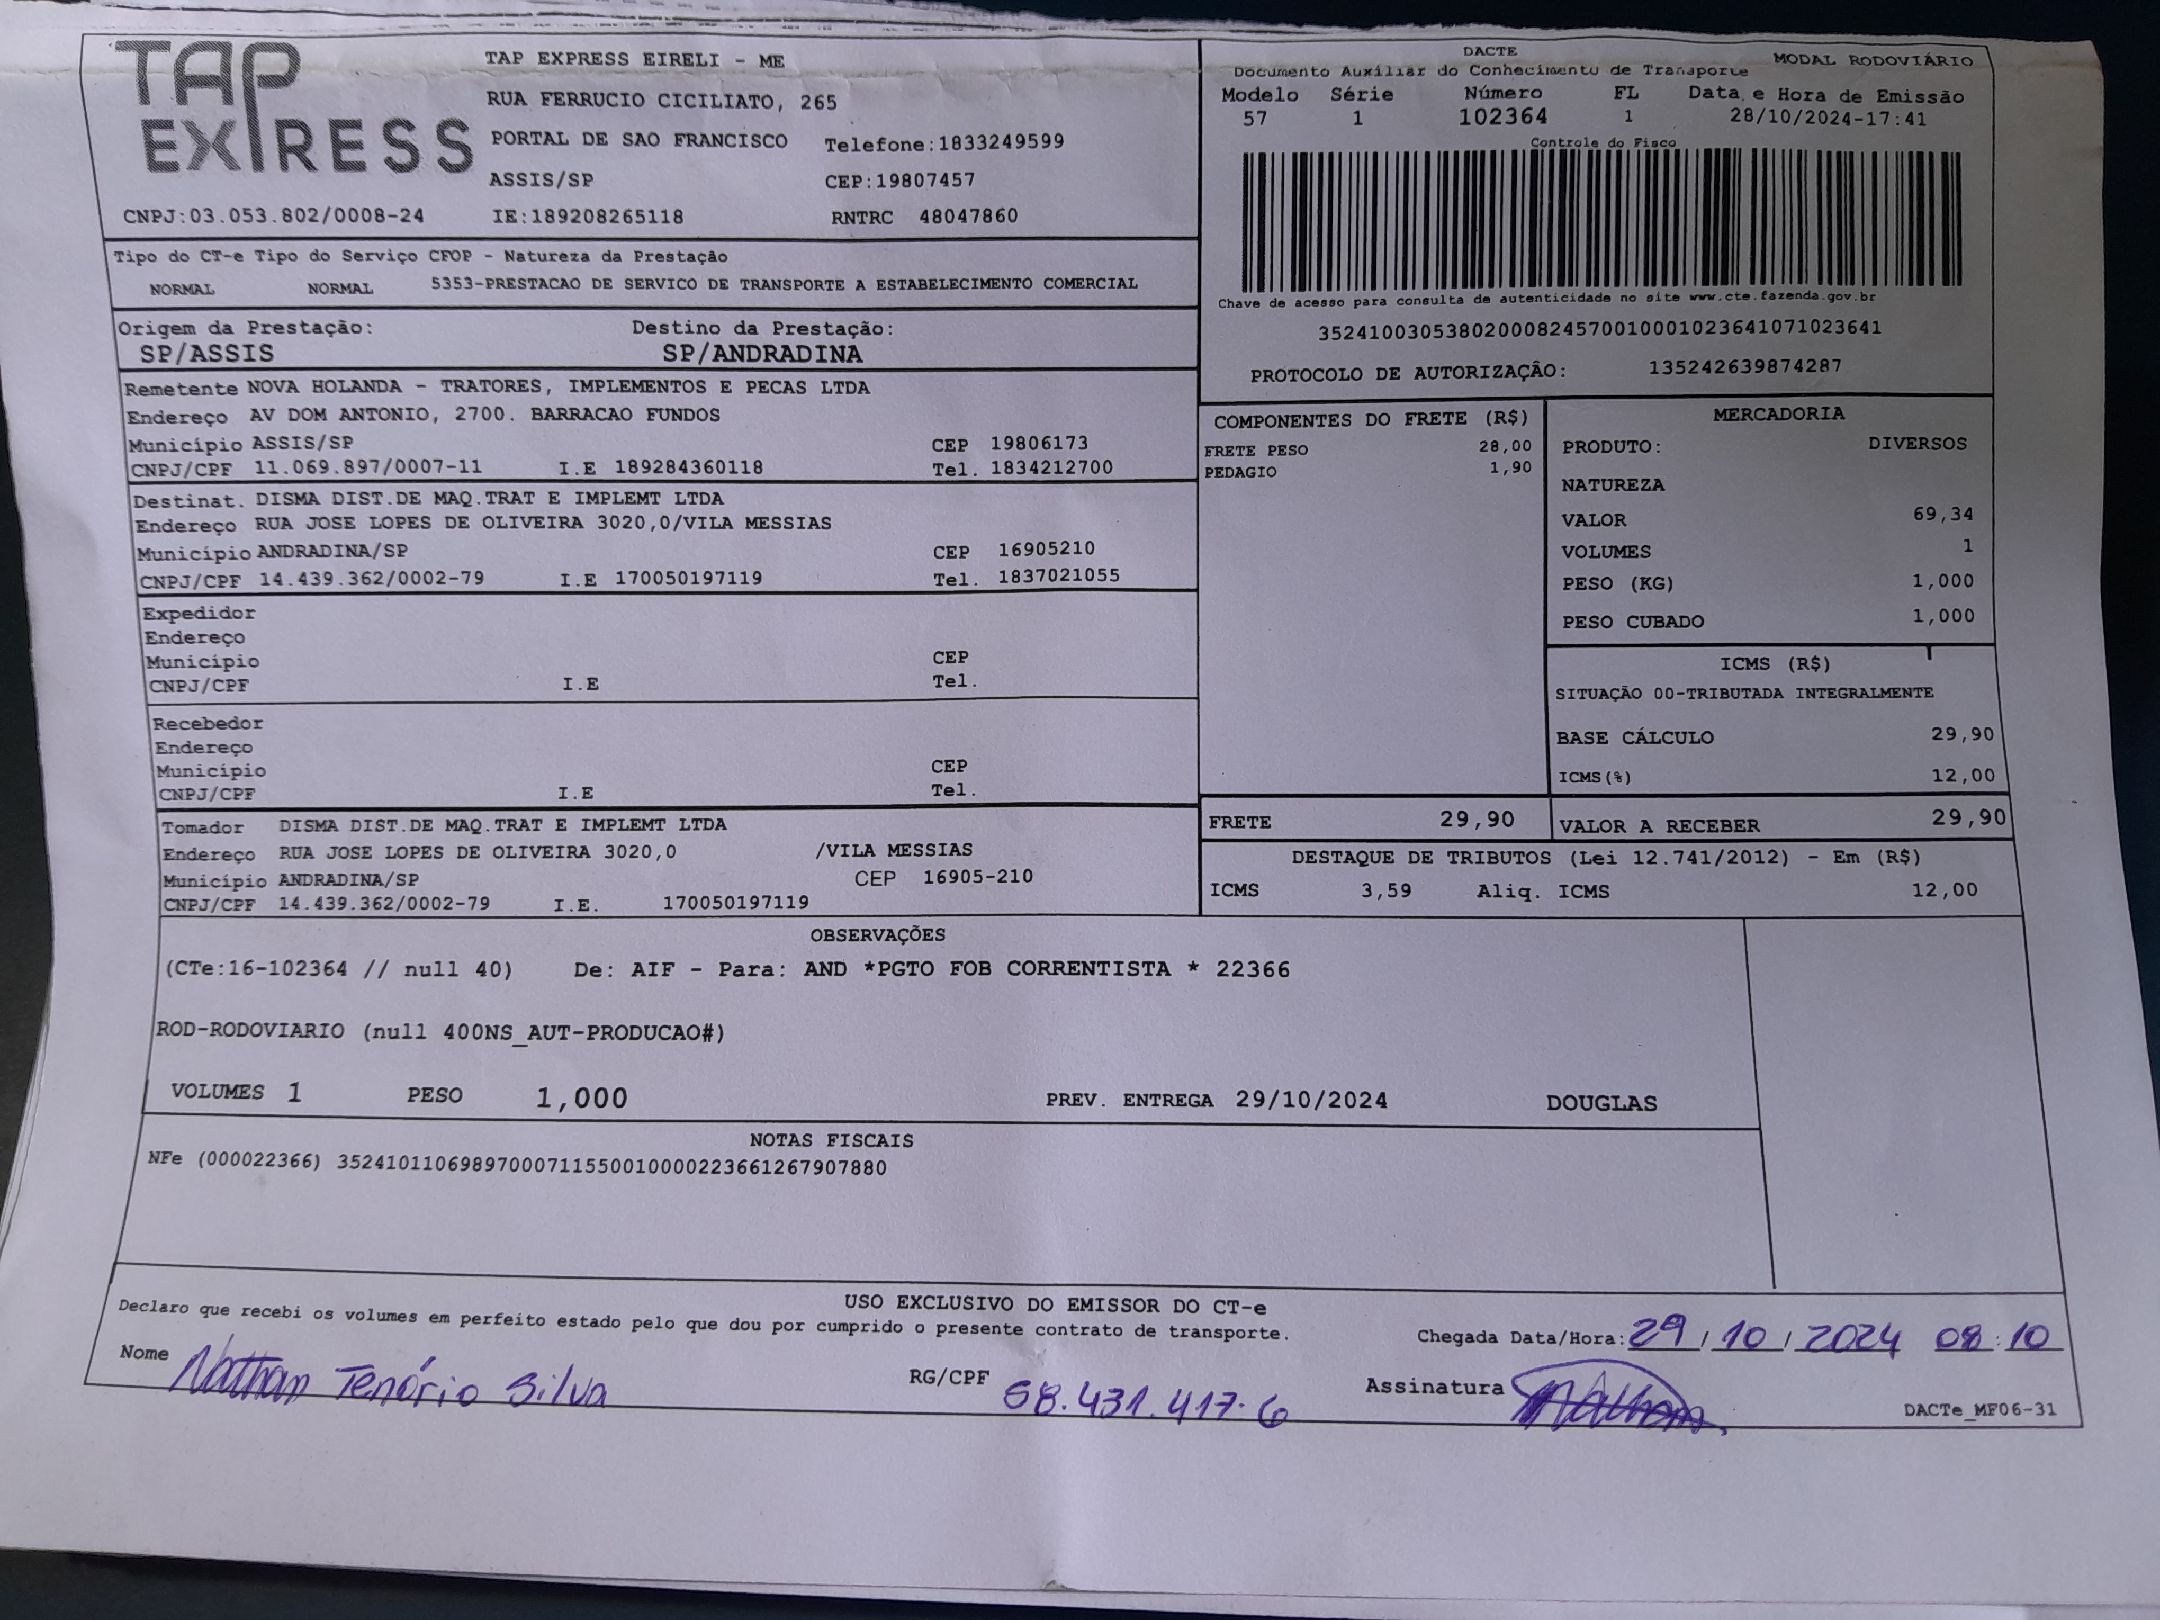 TAP EXPRESS
TAP EXPRESS EIRELI - ME
RUA FERRUCIO CICILIATO, 265
PORTAL DE SAO FRANCISCO Telefone:1833249599
ASSIS/SP CEP:19807457
CNPJ:03.053.802/0008-24 IE:189208265118 RNTRC 48047860
DACTE MODAL RODOVIÁRIO
Documento Auxiliar do Conhecimento de Transporte
Modelo Série Número FL Data e Hora de Emissão
57 1 102364 1 28/10/2024-17:41
Controle do Fisco
Chave de acesso para consulta de autenticidade no site www.cte.fazenda.gov.br
35241003053802000824570010001023641071023641
PROTOCOLO DE AUTORIZAÇÃO: 135242639874287
Tipo do CT-e Tipo do Serviço CFOP - Natureza da Prestação
NORMAL NORMAL 5353-PRESTACAO DE SERVICO DE TRANSPORTE A ESTABELECIMENTO COMERCIAL
Origem da Prestação: Destino da Prestação:
SP/ASSIS SP/ANDRADINA
Remetente NOVA HOLANDA - TRATORES, IMPLEMENTOS E PECAS LTDA
Endereço AV DOM ANTONIO, 2700. BARRACAO FUNDOS
Município ASSIS/SP CEP 19806173
CNPJ/CPF 11.069.897/0007-11 I.E 189284360118 Tel. 1834212700
Destinat. DISMA DIST.DE MAQ.TRAT E IMPLEMT LTDA
Endereço RUA JOSE LOPES DE OLIVEIRA 3020,0/VILA MESSIAS
Município ANDRADINA/SP CEP 16905210
CNPJ/CPF 14.439.362/0002-79 I.E 170050197119 Tel. 1837021055
Expedidor
Endereço
Município CEP
CNPJ/CPF I.E Tel.
Recebedor
Endereço
Município CEP
CNPJ/CPF I.E Tel.
Tomador DISMA DIST.DE MAQ.TRAT E IMPLEMT LTDA
Endereço RUA JOSE LOPES DE OLIVEIRA 3020,0 /VILA MESSIAS
Município ANDRADINA/SP CEP 16905-210
CNPJ/CPF 14.439.362/0002-79 I.E. 170050197119
COMPONENTES DO FRETE (R$)
FRETE PESO 28,00
PEDAGIO 1,90
MERCADORIA
PRODUTO: DIVERSOS
NATUREZA
VALOR 69,34
VOLUMES 1
PESO (KG) 1,000
PESO CUBADO 1,000
ICMS (R$)
SITUAÇÃO 00-TRIBUTADA INTEGRALMENTE
BASE CÁLCULO 29,90
ICMS(%) 12,00
FRETE 29,90 VALOR A RECEBER 29,90
DESTAQUE DE TRIBUTOS (Lei 12.741/2012) - Em (R$)
ICMS 3,59 Aliq. ICMS 12,00
OBSERVAÇÕES
(CTe:16-102364 // null 40) De: AIF - Para: AND *PGTO FOB CORRENTISTA * 22366
ROD-RODOVIARIO (null 400NS_AUT-PRODUCAO#)
VOLUMES 1 PESO 1,000 PREV. ENTREGA 29/10/2024 DOUGLAS
NOTAS FISCAIS
NFe (000022366) 35241011069897000711550010000223661267907880
USO EXCLUSIVO DO EMISSOR DO CT-e
Declaro que recebi os volumes em perfeito estado pelo que dou por cumprido o presente contrato de transporte.
Chegada Data/Hora: 29/10/2024 08:10
Nome Nathan Tenório Silva RG/CPF 58.431.417-6 Assinatura Nathan
DACTe_MF06-31